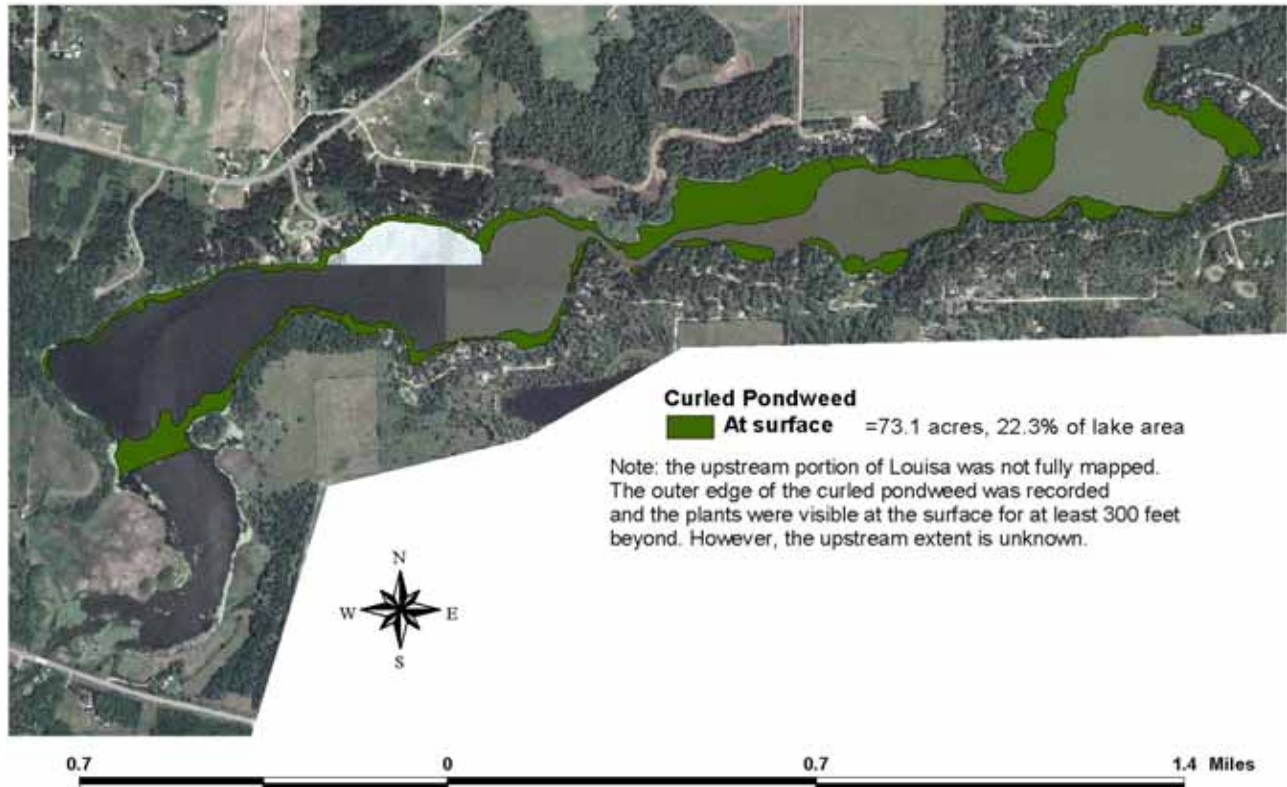 Curled Pondweed
At surface =73.1 acres, 22.3% of lake area
Note: the upstream portion of Louisa was not fully mapped.
The outer edge of the curled pondweed was recorded
and the plants were visible at the surface for at least 300 feet
beyond. However, the upstream extent is unknown.
N
W E
S
0.7 0 0.7 1.4 Miles